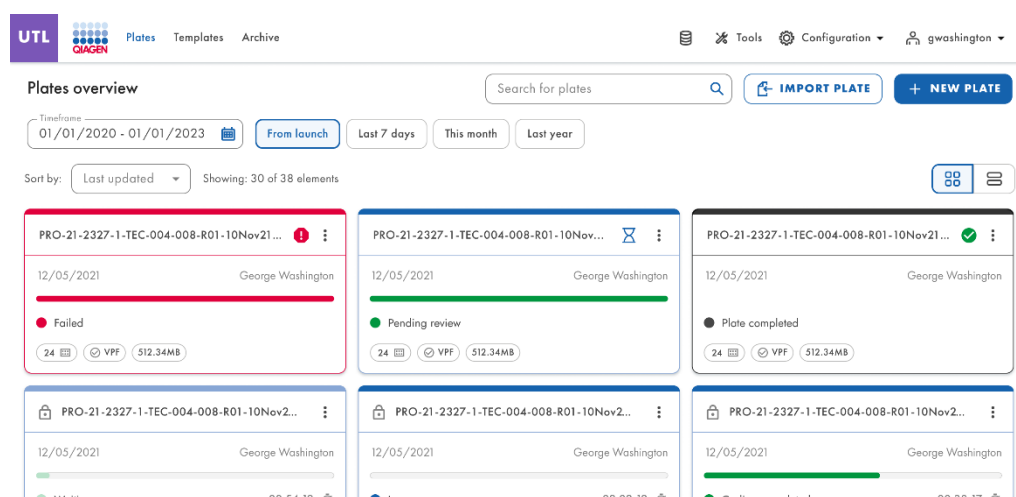 UTL QIAGEN Plates Templates Archive Tools Configuration gwashington
Plates overview Search for plates IMPORT PLATE + NEW PLATE
Timeframe
01/01/2020 - 01/01/2023 From launch Last 7 days This month Last year
Sort by: Last updated Showing: 30 of 38 elements
PRO-21-2327-1-TEC-004-008-R01-10Nov21... PRO-21-2327-1-TEC-004-008-R01-10Nov... PRO-21-2327-1-TEC-004-008-R01-10Nov21...
12/05/2021 George Washington 12/05/2021 George Washington 12/05/2021 George Washington
Failed Pending review Plate completed
24 VPF 512.34MB 24 VPF 512.34MB 24 VPF 512.34MB
PRO-21-2327-1-TEC-004-008-R01-10Nov2... PRO-21-2327-1-TEC-004-008-R01-10Nov2... PRO-21-2327-1-TEC-004-008-R01-10Nov2...
12/05/2021 George Washington 12/05/2021 George Washington 12/05/2021 George Washington